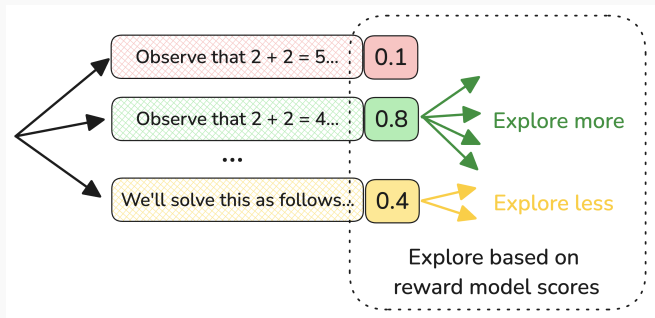 Observe that 2 + 2 = 5... 0.1
Observe that 2 + 2 = 4... 0.8 Explore more
...
We'll solve this as follows... 0.4 Explore less
Explore based on
reward model scores